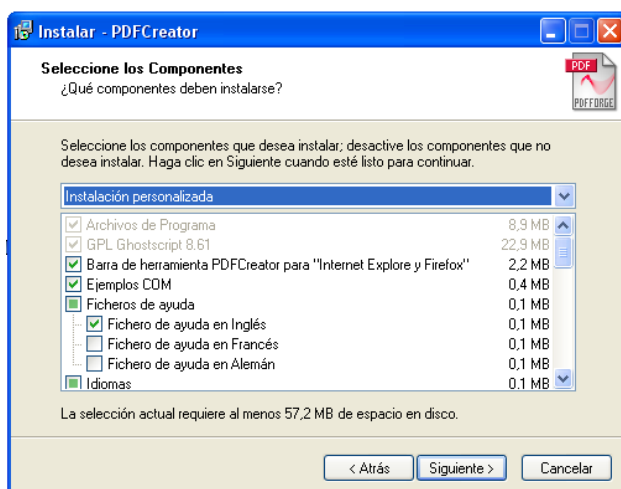 Instalar - PDFCreator
Seleccione los Componentes
¿Qué componentes deben instalarse?
PDF
PDFFORGE
Seleccione los componentes que desea instalar; desactive los componentes que no
desea instalar. Haga clic en Siguiente cuando esté listo para continuar.
Instalación personalizada
Archivos de Programa 8,9 MB
GPL Ghostscript 8.61 22,9 MB
Barra de herramienta PDFCreator para "Internet Explore y Firefox" 2,2 MB
Ejemplos COM 0,4 MB
Ficheros de ayuda 0,1 MB
Fichero de ayuda en Inglés 0,1 MB
Fichero de ayuda en Francés 0,1 MB
Fichero de ayuda en Alemán 0,1 MB
Idiomas 0,1 MB
La selección actual requiere al menos 57,2 MB de espacio en disco.
< Atrás Siguiente > Cancelar